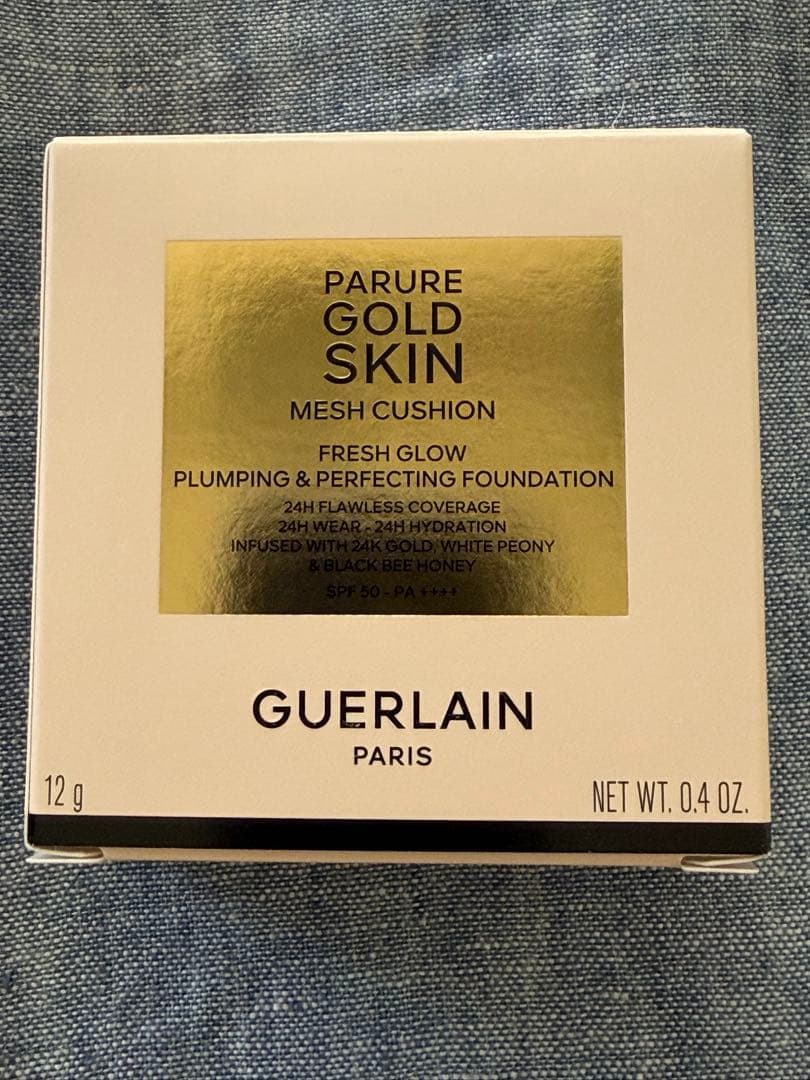 PARURE
GOLD
SKIN
MESH CUSHION
FRESH GLOW
PLUMPING & PERFECTING FOUNDATION
24H FLAWLESS COVERAGE
24H WEAR - 24H HYDRATION
INFUSED WITH 24K GOLD, WHITE PEONY
& BLACK BEE HONEY
SPF 50 - PA ++++
GUERLAIN
PARIS
12 g
NET WT. 0.4 OZ.